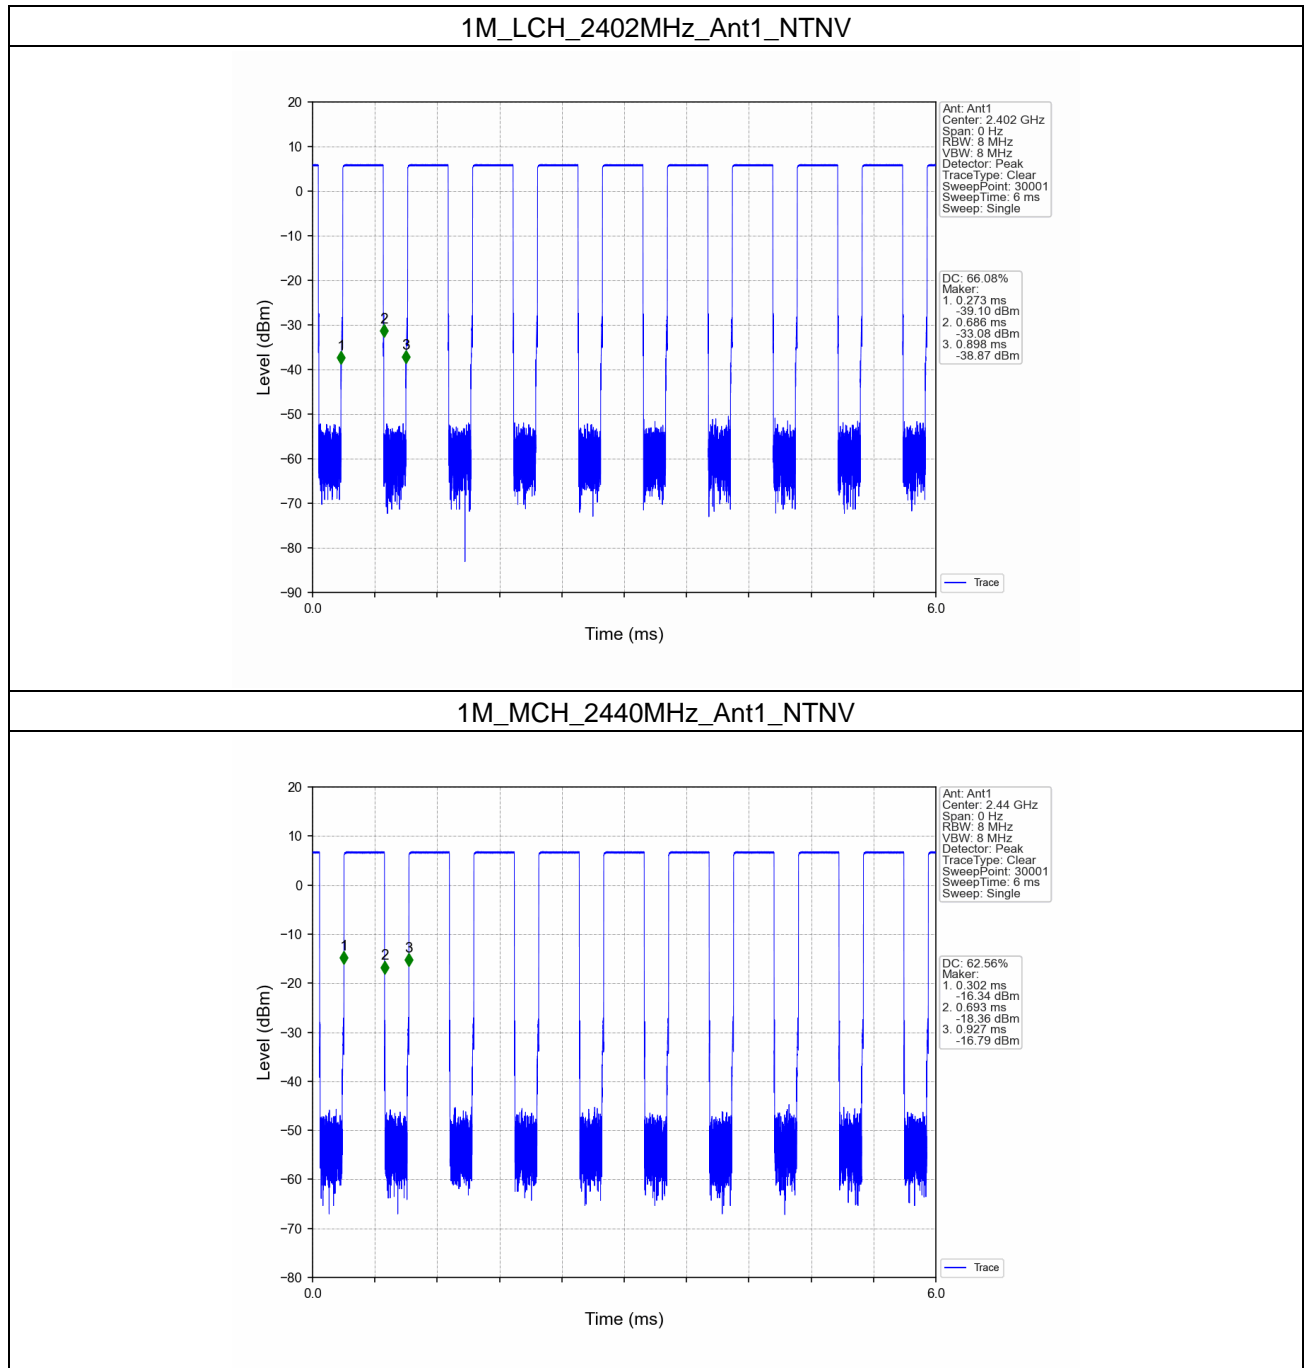 1M_LCH_2402MHz_Ant1_NTNV
20
10
0
−10
−20
−30
−40
−50
−60
−70
−80
−90
Level (dBm)
1
2
3
0.0
6.0
Time (ms)
Ant: Ant1
Center: 2.402 GHz
Span: 0 Hz
RBW: 8 MHz
VBW: 8 MHz
Detector: Peak
TraceType: Clear
SweepPoint: 30001
SweepTime: 6 ms
Sweep: Single
DC: 66.08%
Maker:
1. 0.273 ms
-39.10 dBm
2. 0.686 ms
-33.08 dBm
3. 0.898 ms
-38.87 dBm
Trace
1M_MCH_2440MHz_Ant1_NTNV
20
10
0
−10
−20
−30
−40
−50
−60
−70
−80
Level (dBm)
1
2
3
0.0
6.0
Time (ms)
Ant: Ant1
Center: 2.44 GHz
Span: 0 Hz
RBW: 8 MHz
VBW: 8 MHz
Detector: Peak
TraceType: Clear
SweepPoint: 30001
SweepTime: 6 ms
Sweep: Single
DC: 62.56%
Maker:
1. 0.302 ms
-16.34 dBm
2. 0.693 ms
-18.36 dBm
3. 0.927 ms
-16.79 dBm
Trace